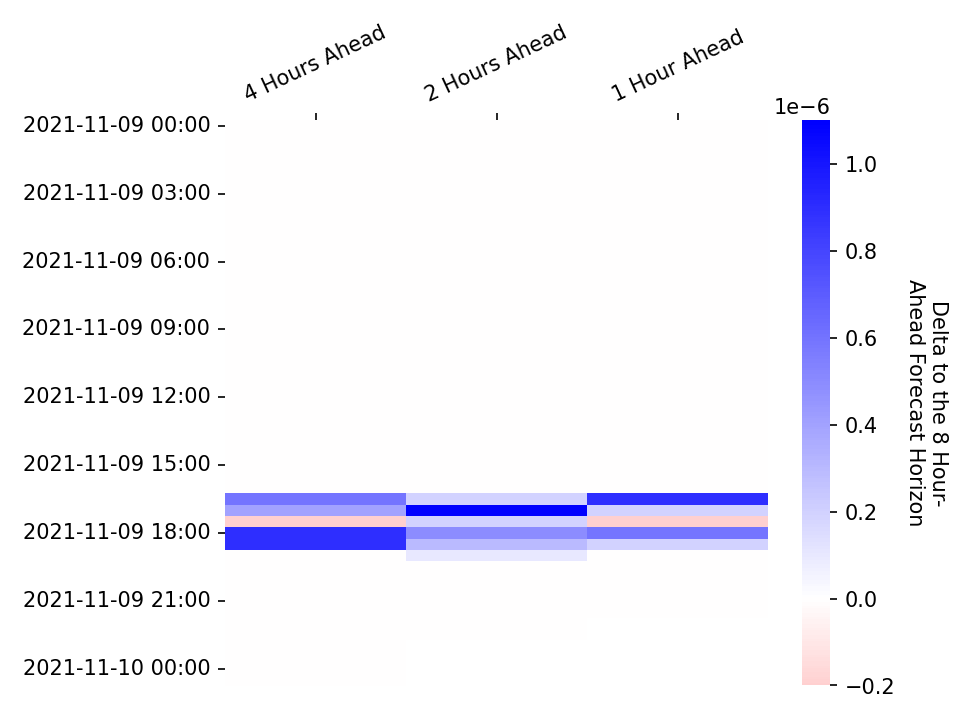 4 Hours Ahead
2 Hours Ahead
1 Hour Ahead
1e−6
2021-11-09 00:00
2021-11-09 03:00
2021-11-09 06:00
2021-11-09 09:00
2021-11-09 12:00
2021-11-09 15:00
2021-11-09 18:00
2021-11-09 21:00
2021-11-10 00:00
1.0
0.8
0.6
0.4
0.2
0.0
−0.2
Delta to the 8 Hour-
Ahead Forecast Horizon